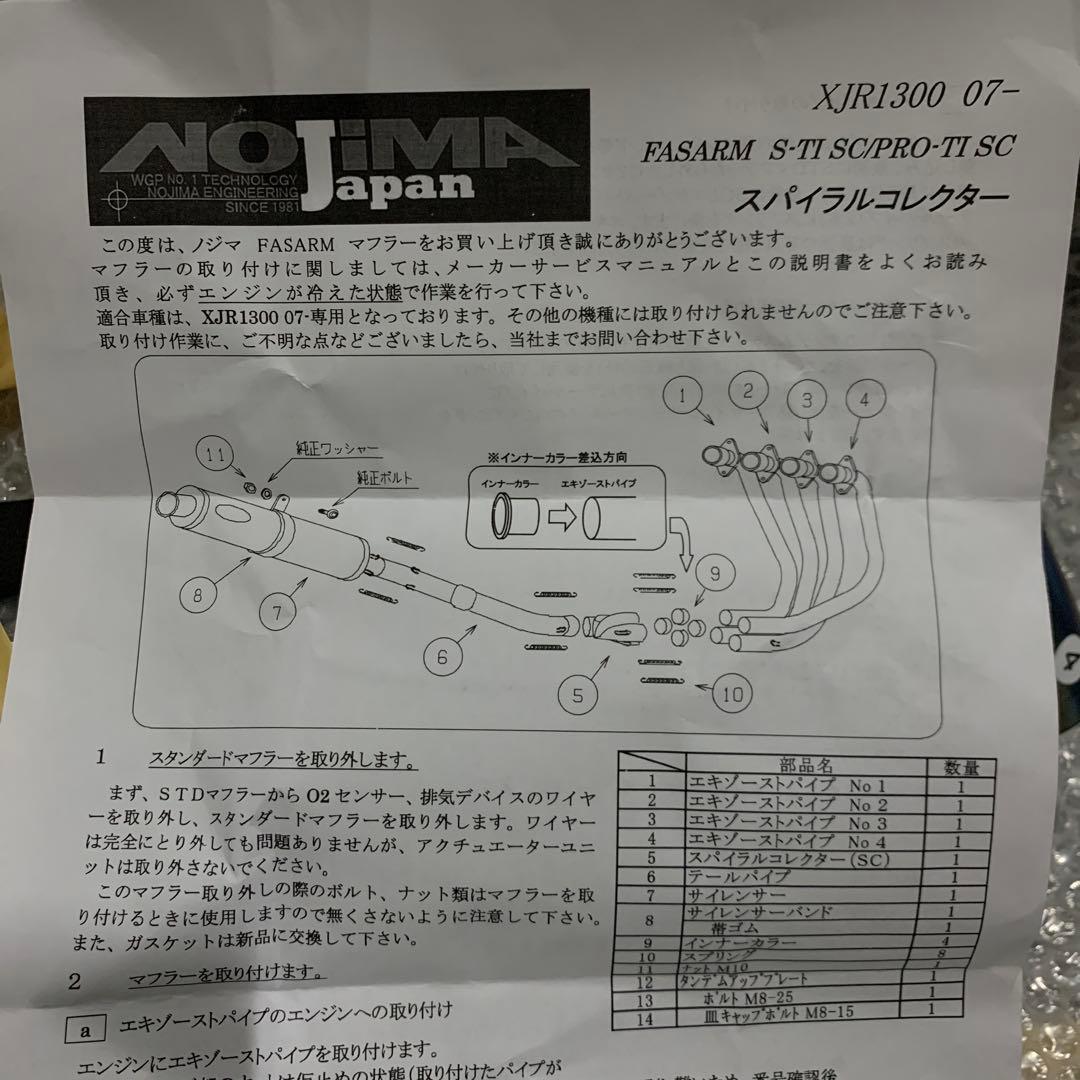 NOJiMA
Japan
WGP NO. 1 TECHNOLOGY
NOJIMA ENGINEERING
SINCE 1981
XJR1300 07-
FASARM S-TI SC/PRO-TI SC
スパイラルコレクター
この度は、ノジマ FASARM マフラーをお買い上げ頂き誠にありがとうございます。
マフラーの取り付けに関しましては、メーカーサービスマニュアルとこの説明書をよくお読み
頂き、必ずエンジンが冷えた状態で作業を行って下さい。
適合車種は、XJR1300 07-専用となっております。その他の機種には取り付けられませんのでご注意下さい。
取り付け作業に、ご不明な点などございましたら、当社までお問い合わせ下さい。
1
2
3
4
11
純正ワッシャー
純正ボルト
※インナーカラー差込方向
インナーカラー
エキゾーストパイプ
9
8
7
6
5
10
4
1 スタンダードマフラーを取り外します。
まず、STDマフラーから O2 センサー、排気デバイスのワイヤ
ーを取り外し、スタンダードマフラーを取り外します。ワイヤー
は完全にとり外しても問題ありませんが、アクチュエーターユニ
ットは取り外さないでください。
このマフラー取り外しの際のボルト、ナット類はマフラーを取
り付けるときに使用しますので無くさないように注意して下さい。
また、ガスケットは新品に交換して下さい。
2 マフラーを取り付けます。
a エキゾーストパイプのエンジンへの取り付け
エンジンにエキゾーストパイプを取り付けます。
は仮止めの状態(取り付けたパイプが
部品名 数量
1 エキゾーストパイプ No 1 1
2 エキゾーストパイプ No 2 1
3 エキゾーストパイプ No 3 1
4 エキゾーストパイプ No 4 1
5 スパイラルコレクター(SC) 1
6 テールパイプ 1
7 サイレンサー 1
8 サイレンサーバンド 1
帯ゴム 1
9 インナーカラー 4
10 スプリング 8
11 ナット M10 1
12 タンデムアップブレート 1
13 ボルト M8-25 1
14 皿キャップボルト M8-15 1
番号確認後